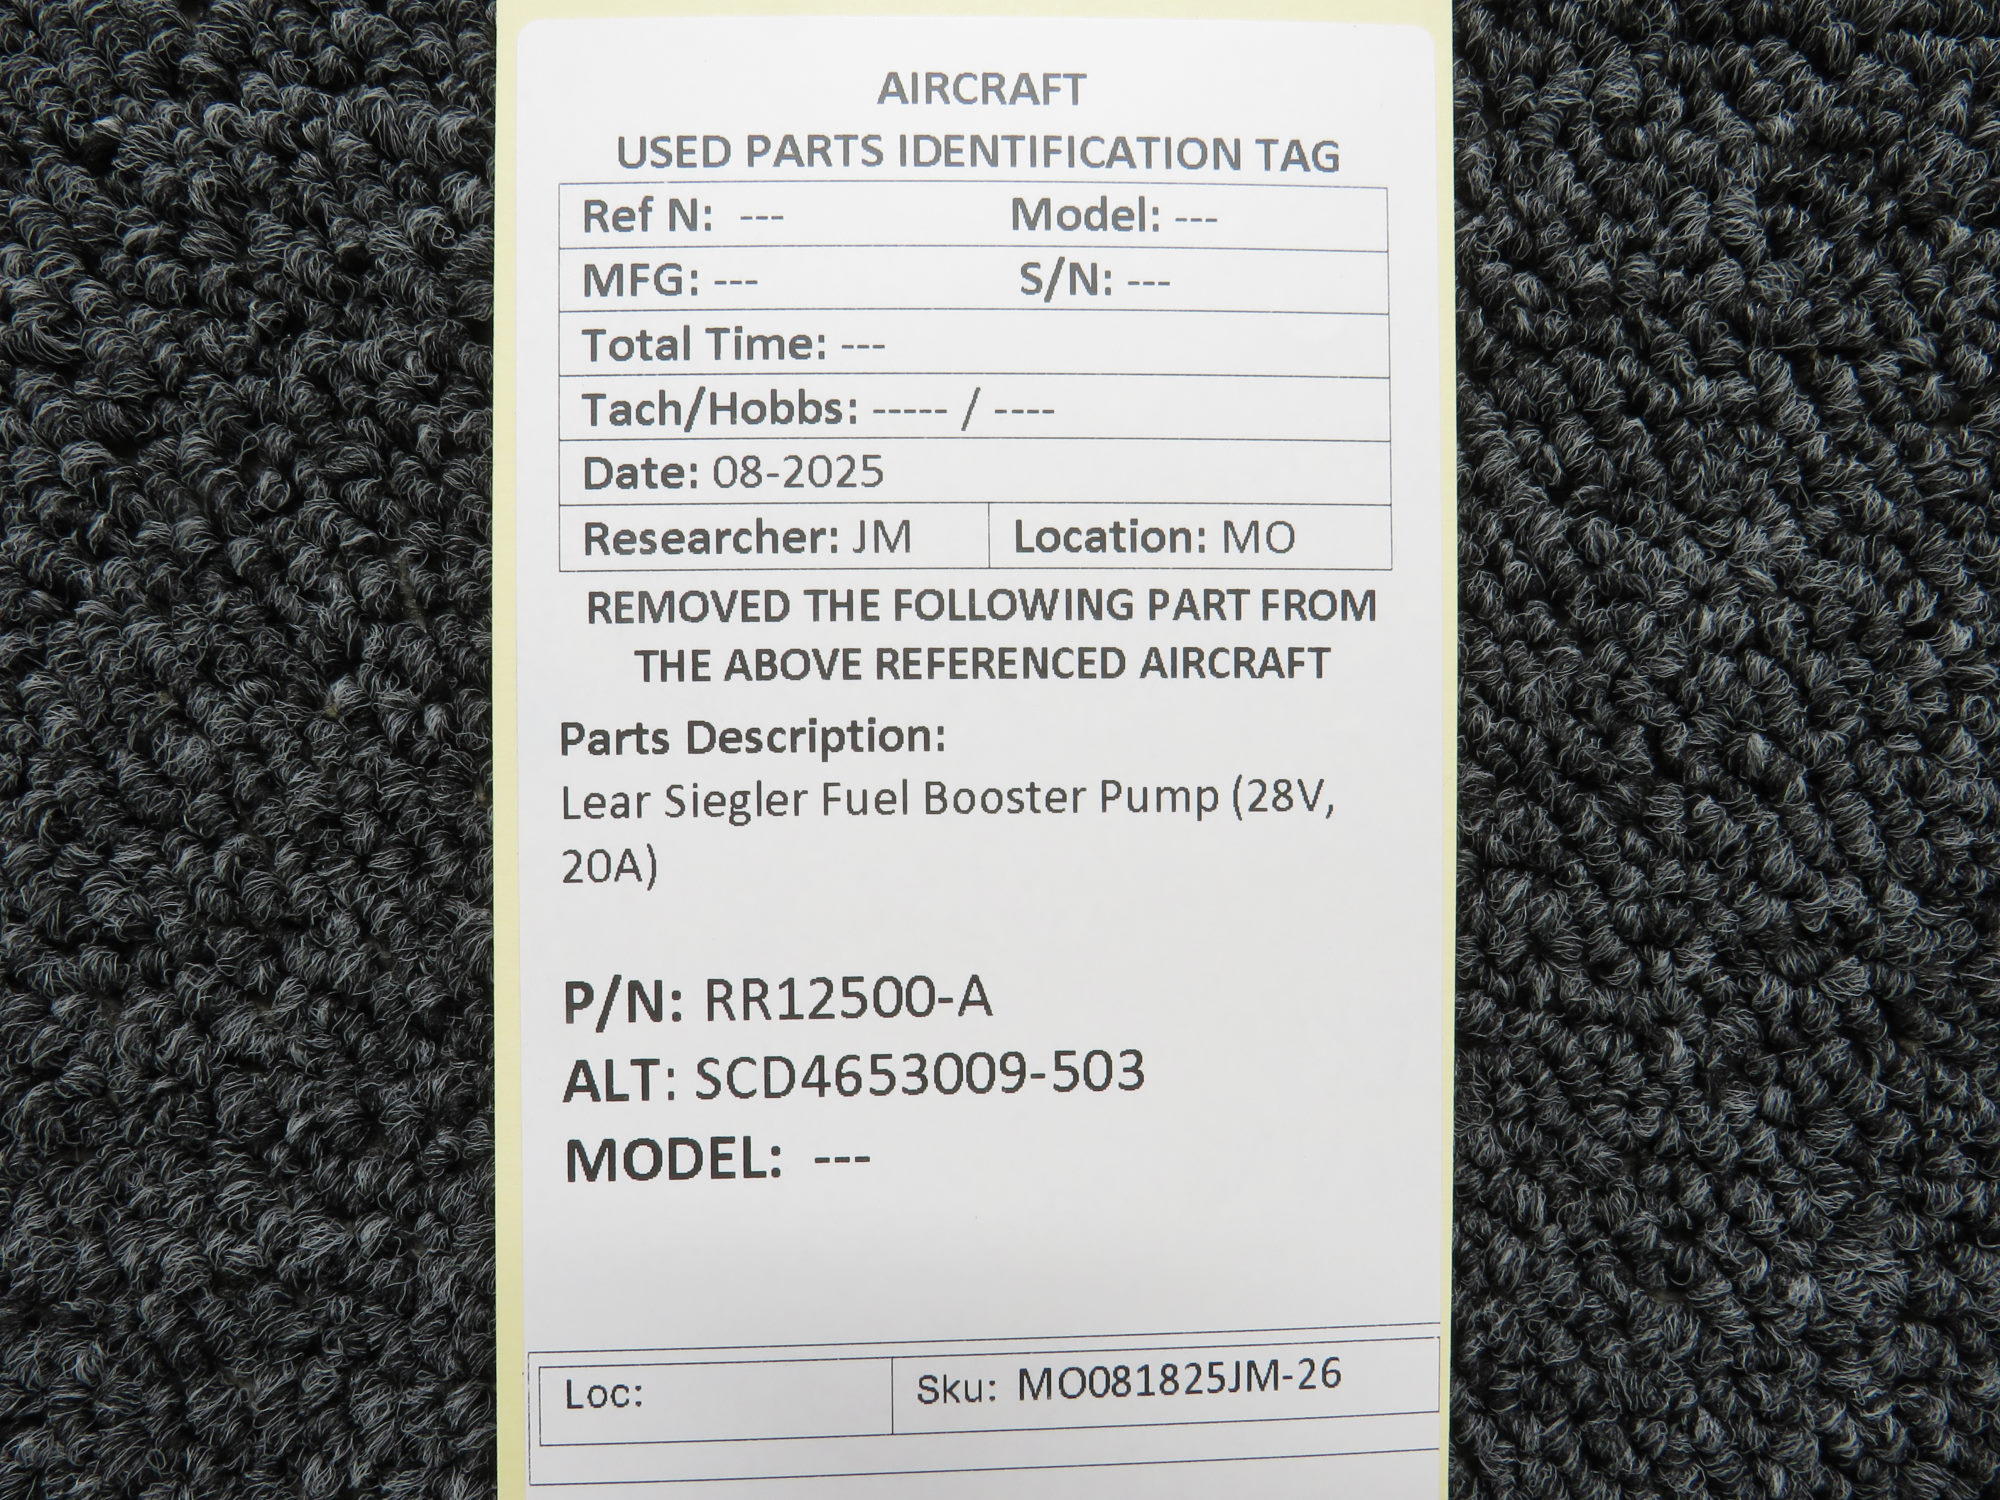 AIRCRAFT
USED PARTS IDENTIFICATION TAG
Ref N: --- Model: ---
MFG: --- S/N: ---
Total Time: ---
Tach/Hobbs: ----- / ----
Date: 08-2025
Researcher: JM Location: MO
REMOVED THE FOLLOWING PART FROM
THE ABOVE REFERENCED AIRCRAFT
Parts Description:
Lear Siegler Fuel Booster Pump (28V,
20A)
P/N: RR12500-A
ALT: SCD4653009-503
MODEL: ---
Loc: Sku: MO081825JM-26